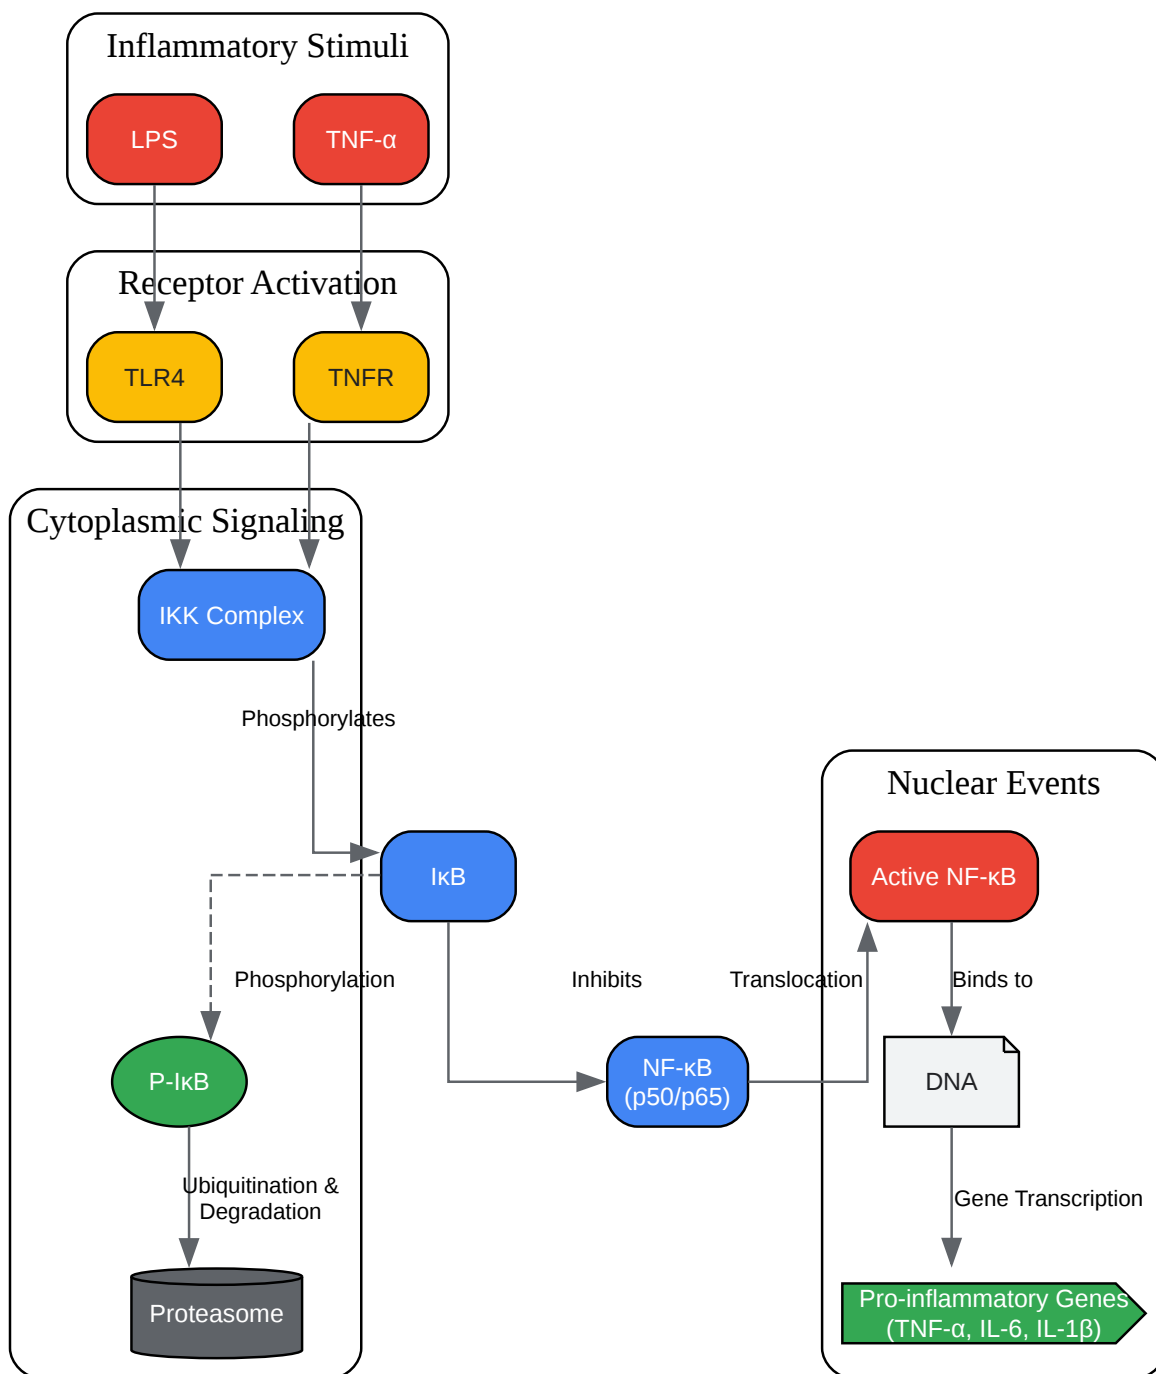 Inflammatory Stimuli
LPS
TNF-α
Receptor Activation
TLR4
TNFR
Cytoplasmic Signaling
IKK Complex
Phosphorylates
Nuclear Events
IκB
Active NF-κB
Phosphorylation
Inhibits
Translocation
Binds to
P-IκB
NF-κB
(p50/p65)
DNA
Ubiquitination &
Degradation
Gene Transcription
Proteasome
Pro-inflammatory Genes
(TNF-α, IL-6, IL-1β)